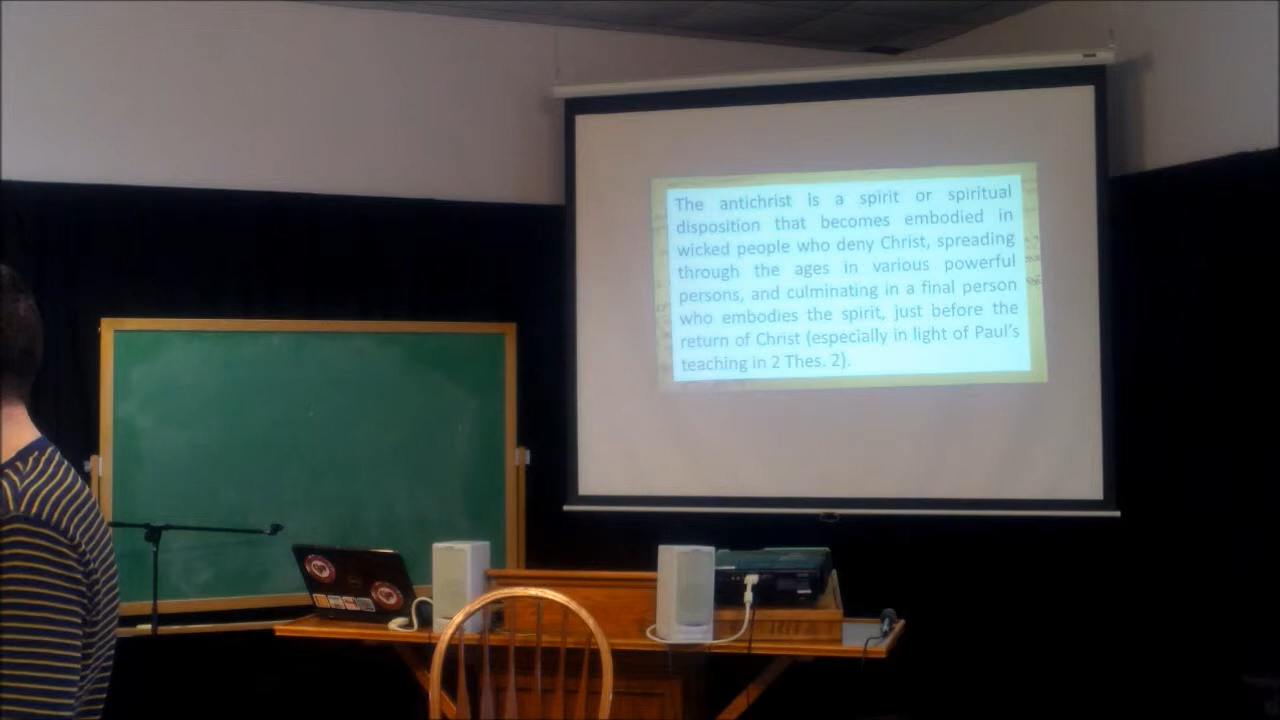 The antichrist is a spirit or spiritual
disposition that becomes embodied in
wicked people who deny Christ, spreading
through the ages in various powerful
persons, and culminating in a final person
who embodies the spirit, just before the
return of Christ (especially in light of Paul's
teaching in 2 Thes. 2).